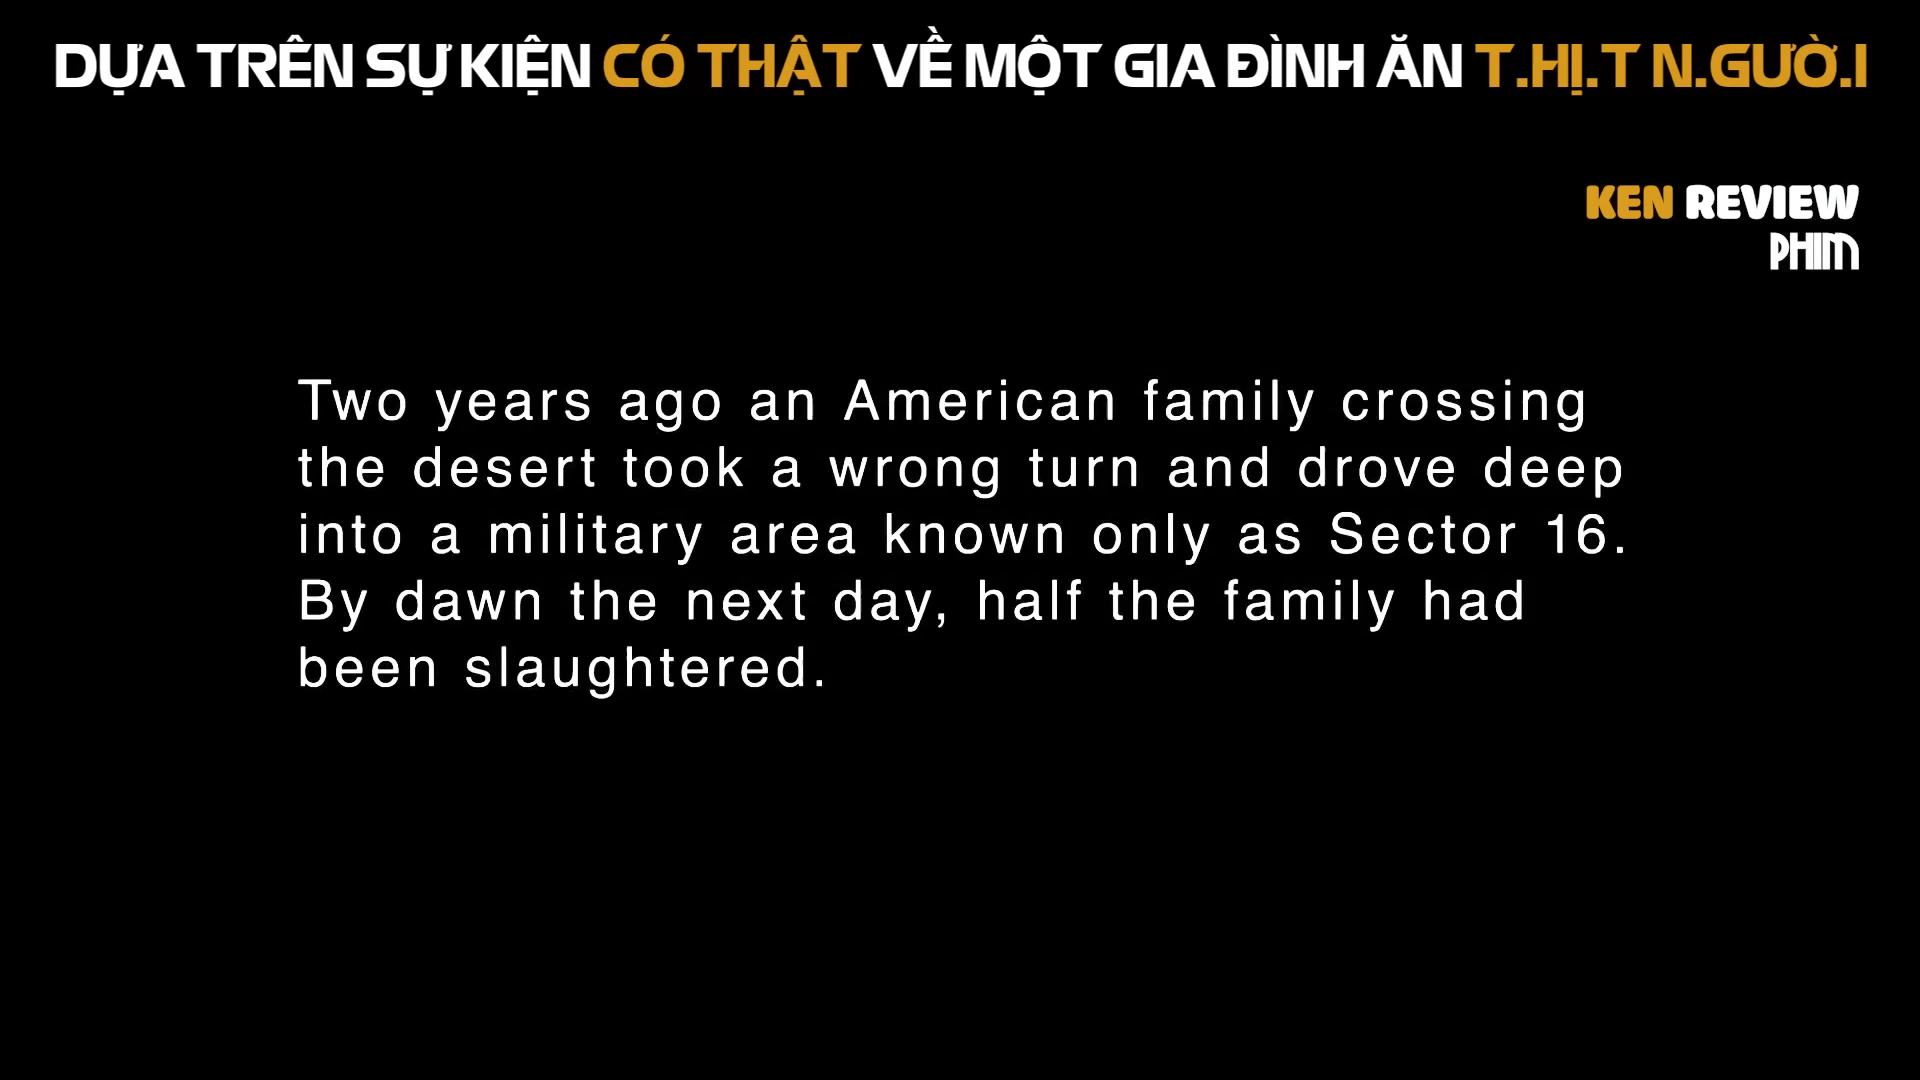 DỰA TRÊN SỰ KIỆN CÓ THẬT VỀ MỘT GIA ĐÌNH ĂN T.HỊ.T N.GƯỜ.I
KEN REVIEW
PHIM
Two years ago an American family crossing
the desert took a wrong turn and drove deep
into a military area known only as Sector 16.
By dawn the next day, half the family had
been slaughtered.